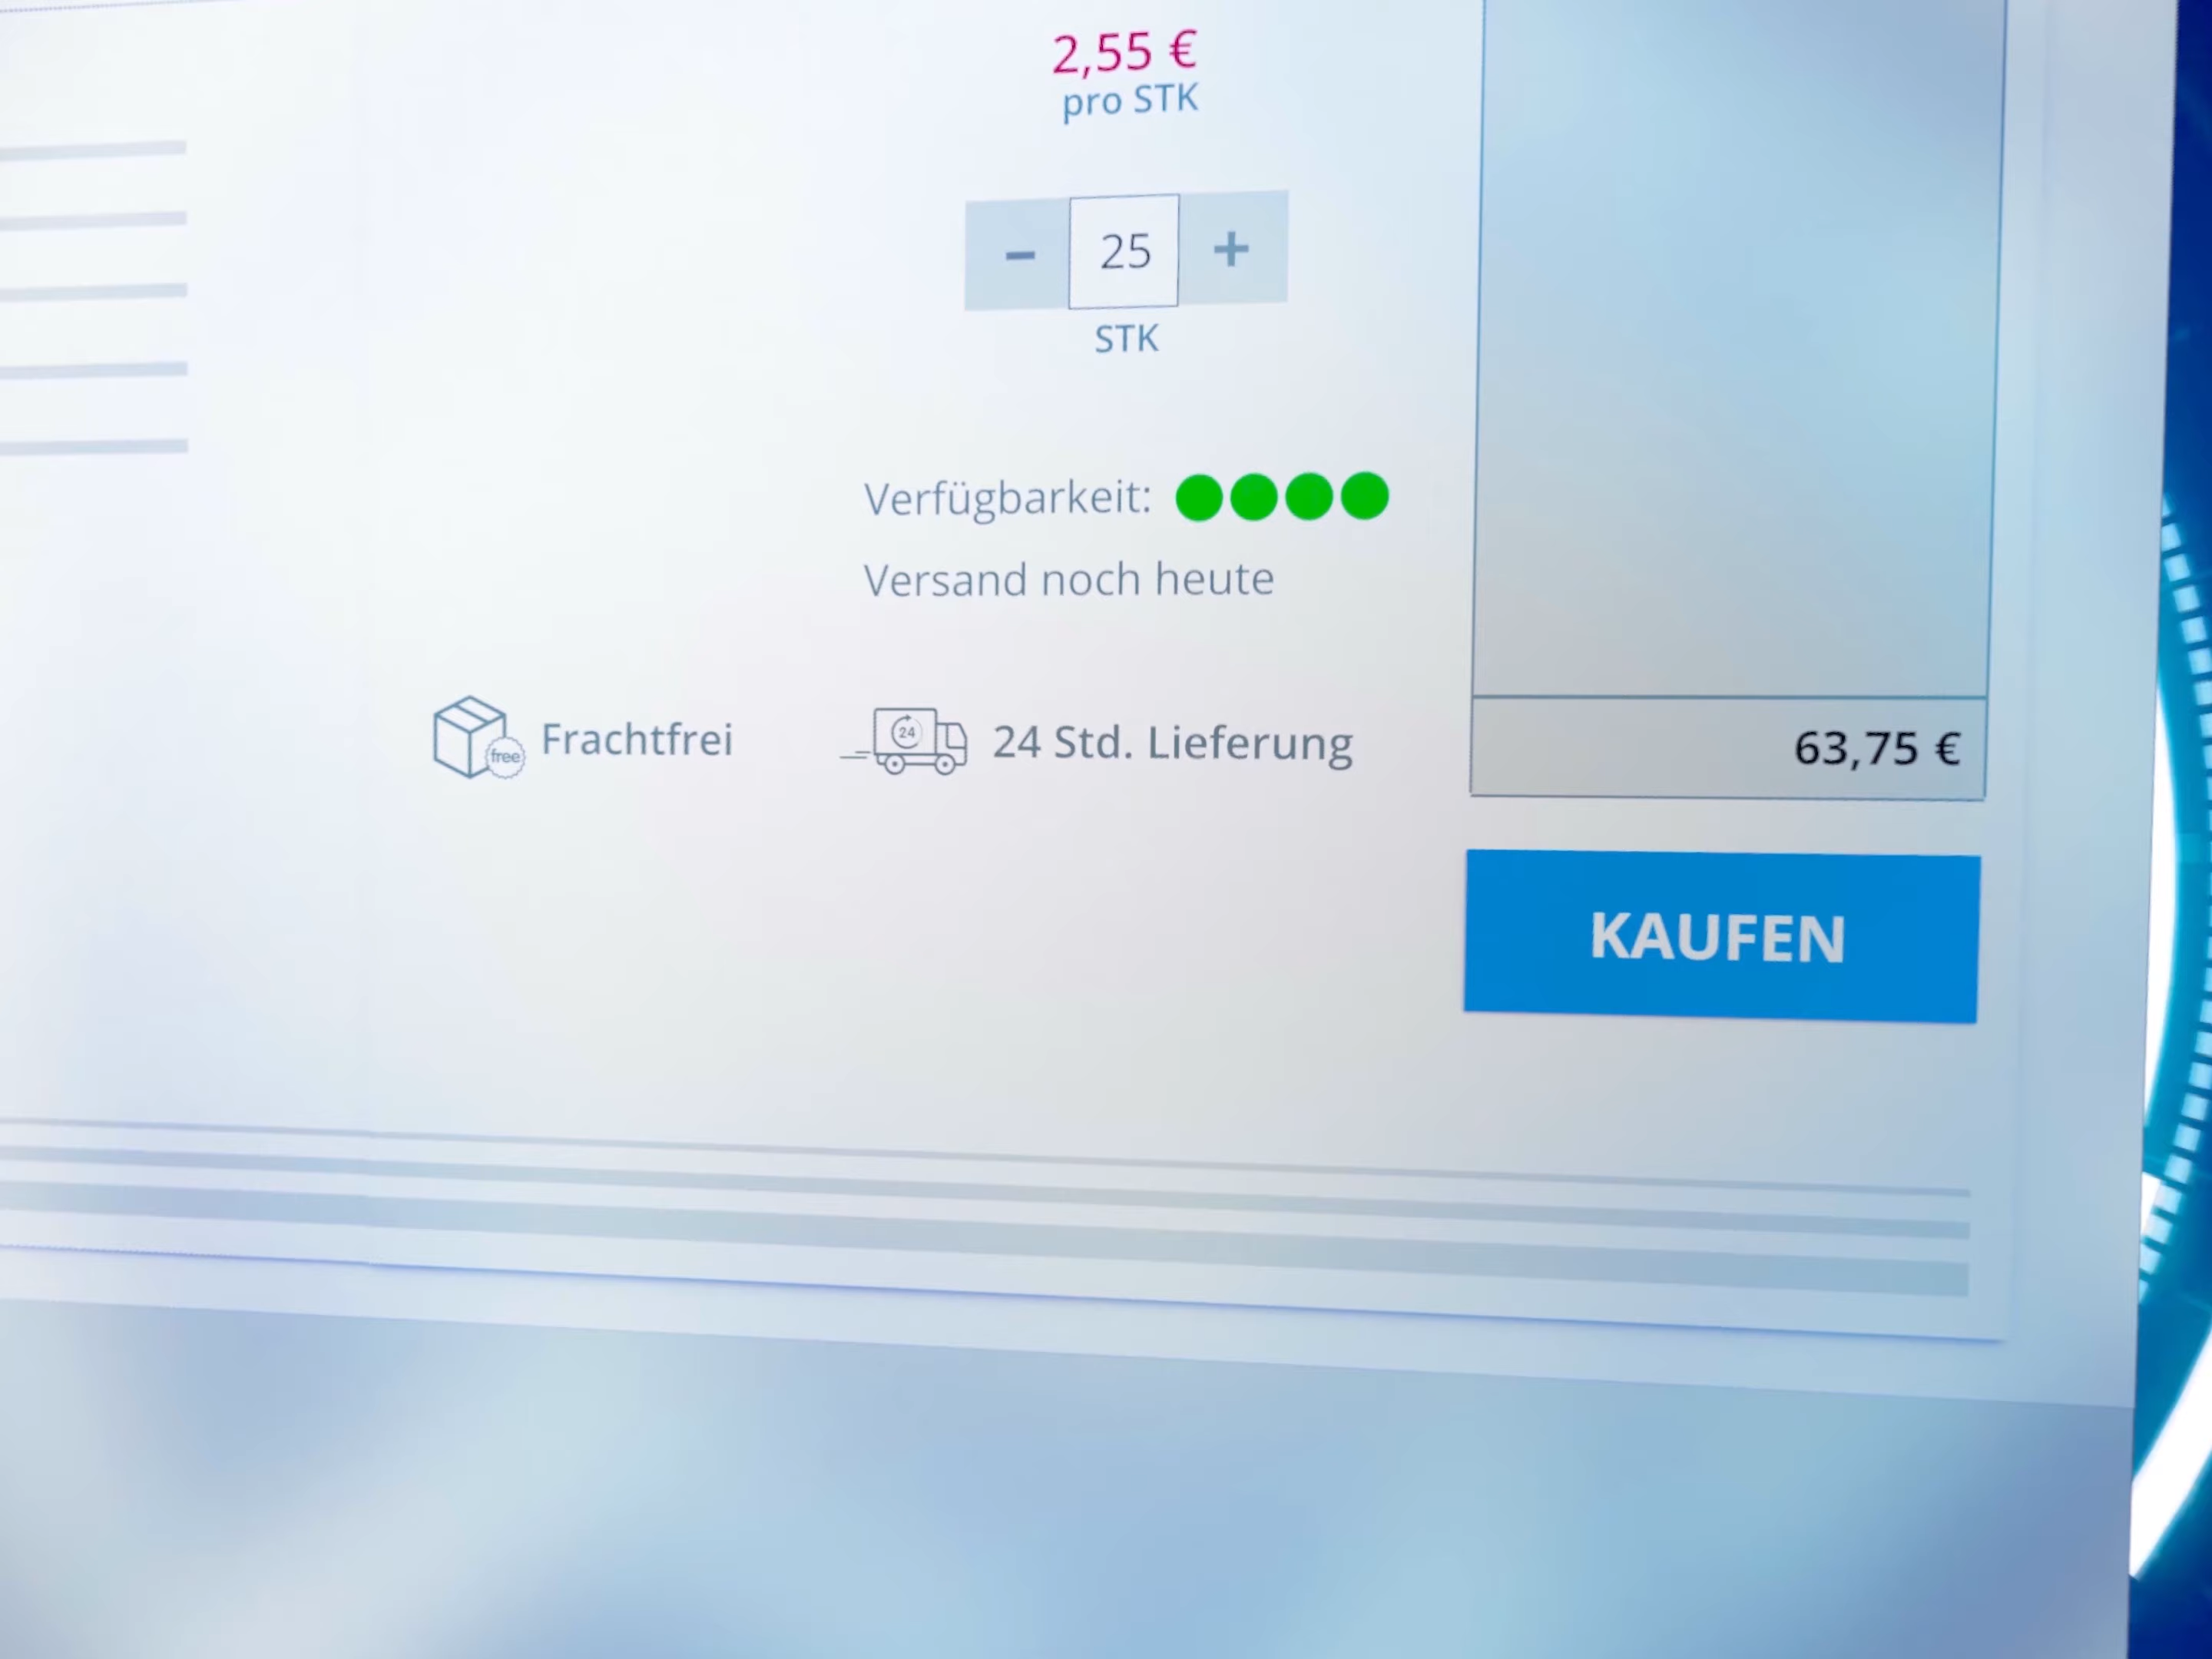 2,55 €
pro STK
− 25 +
STK
Verfügbarkeit:
Versand noch heute
free Frachtfrei
24 24 Std. Lieferung
63,75 €
KAUFEN